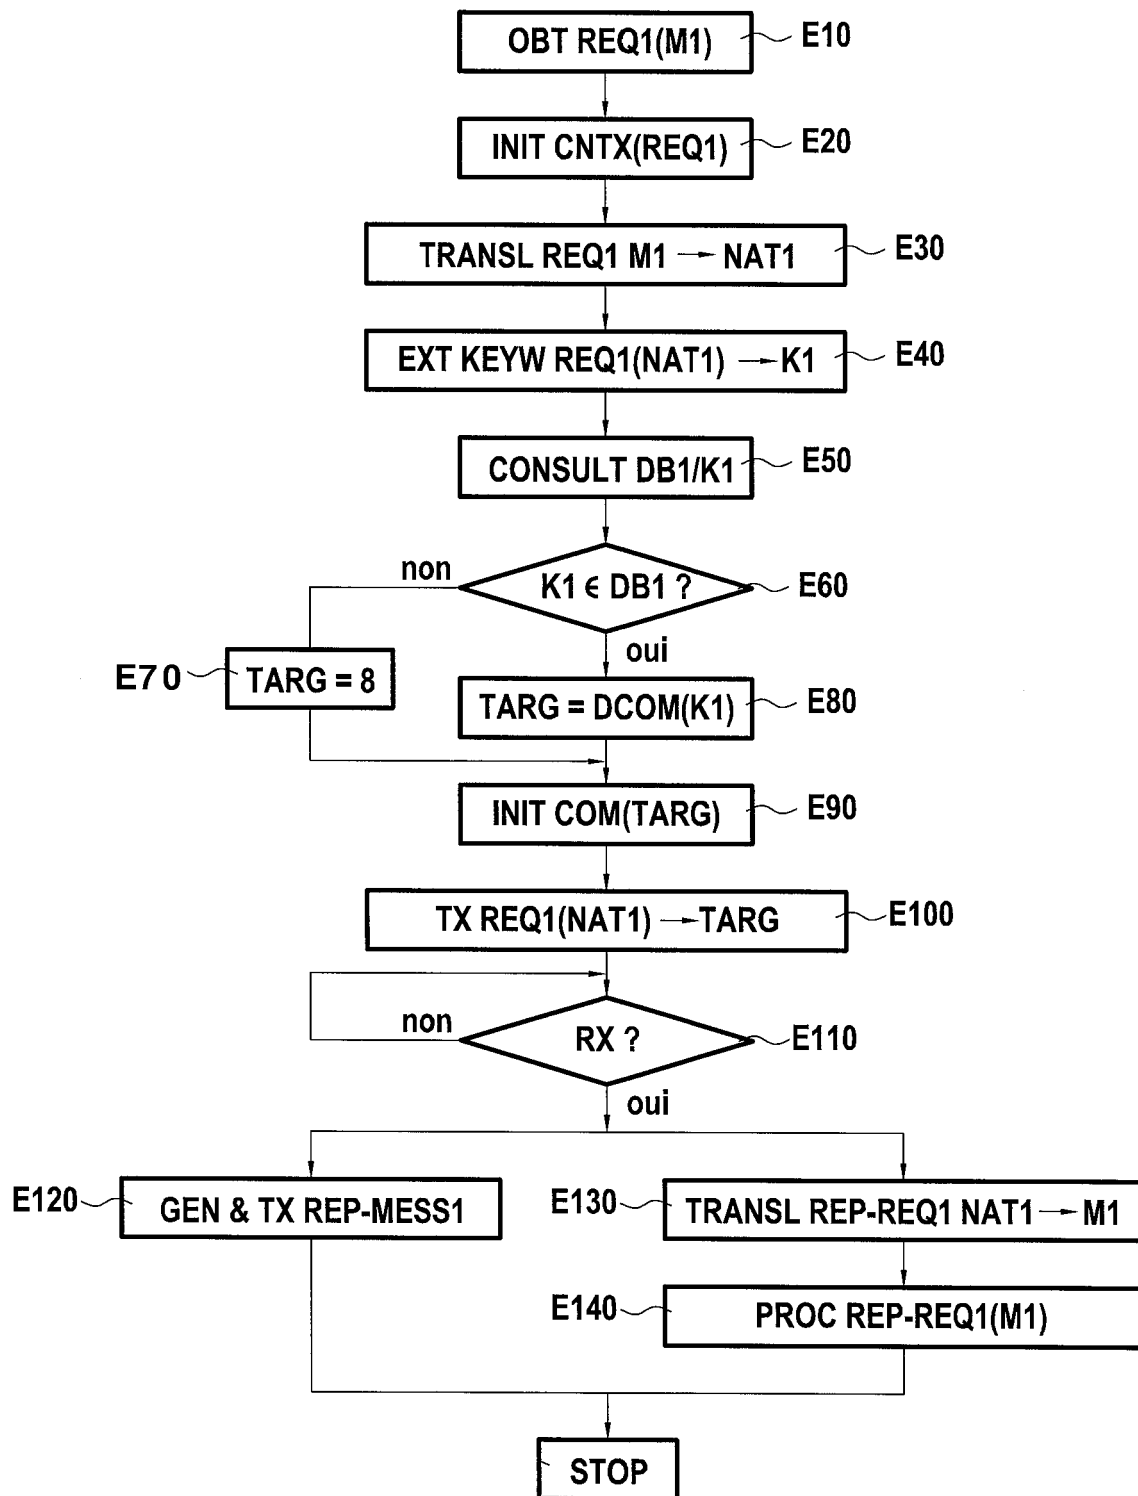 OBT REQ1(M1)
E10
INIT CNTX(REQ1)
E20
TRANSL REQ1 M1 → NAT1
E30
EXT KEYW REQ1(NAT1) → K1
E40
CONSULT DB1/K1
E50
non
K1 ϵ DB1 ?
E60
oui
E70
TARG = 8
TARG = DCOM(K1)
E80
INIT COM(TARG)
E90
TX REQ1(NAT1) → TARG
E100
non
RX ?
E110
oui
E120
GEN & TX REP-MESS1
E130
TRANSL REP-REQ1 NAT1 → M1
E140
PROC REP-REQ1(M1)
STOP